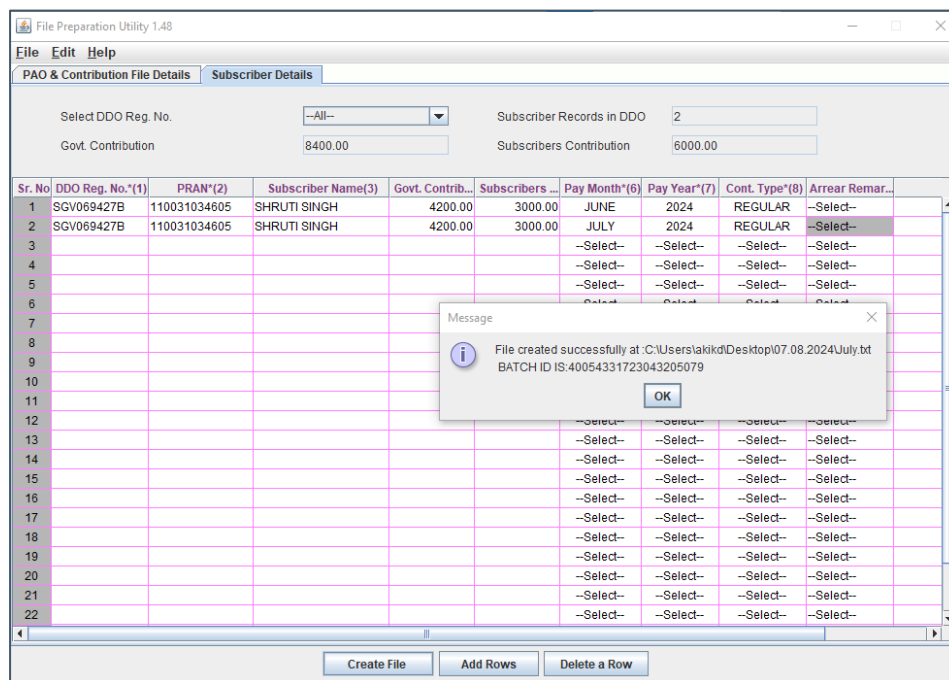 File Preparation Utility 1.48
File Edit Help
PAO & Contribution File Details Subscriber Details
Select DDO Reg. No. --All-- Subscriber Records in DDO 2
Govt. Contribution 8400.00 Subscribers Contribution 6000.00
Sr. No DDO Reg. No.*(1) PRAN*(2) Subscriber Name(3) Govt. Contrib... Subscribers ... Pay Month*(6) Pay Year*(7) Cont. Type*(8) Arrear Remar...
1 SGV069427B 110031034605 SHRUTI SINGH 4200.00 3000.00 JUNE 2024 REGULAR --Select--
2 SGV069427B 110031034605 SHRUTI SINGH 4200.00 3000.00 JULY 2024 REGULAR --Select--
3 --Select-- --Select-- --Select-- --Select--
4 --Select-- --Select-- --Select-- --Select--
5 --Select-- --Select-- --Select-- --Select--
6 --Select-- --Select-- --Select-- --Select--
7
8
9
10
11
Message
File created successfully at :C:\Users\akikd\Desktop\07.08.2024\July.txt
BATCH ID IS:40054331723043205079
OK
12 --Select-- --Select-- --Select-- --Select--
13 --Select-- --Select-- --Select-- --Select--
14 --Select-- --Select-- --Select-- --Select--
15 --Select-- --Select-- --Select-- --Select--
16 --Select-- --Select-- --Select-- --Select--
17 --Select-- --Select-- --Select-- --Select--
18 --Select-- --Select-- --Select-- --Select--
19 --Select-- --Select-- --Select-- --Select--
20 --Select-- --Select-- --Select-- --Select--
21 --Select-- --Select-- --Select-- --Select--
22 --Select-- --Select-- --Select-- --Select--
Create File Add Rows Delete a Row